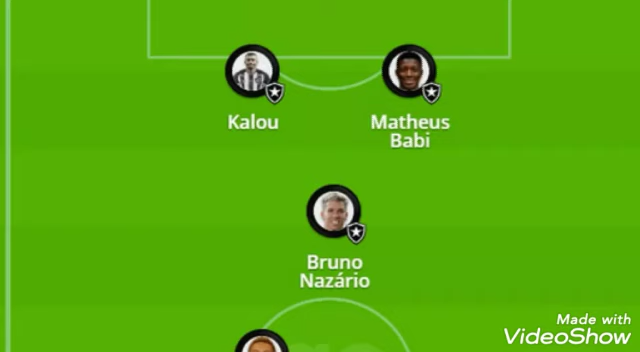 Kalou
Matheus
Babi
Bruno
Nazário
Made with
VideoShow